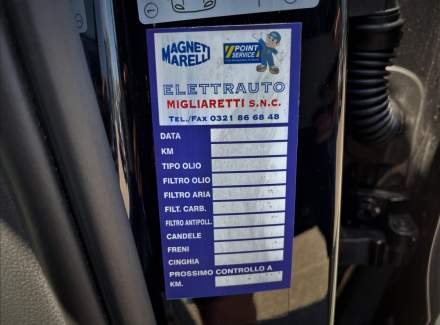 1
MAGNETI
MARELLI
POINT
SERVICE
ELETTRAUTO
MIGLIARETTI S.N.C.
TEL./FAX 0321 86 68 48
DATA
KM
TIPO OLIO
FILTRO OLIO
FILTRO ARIA
FILT. CARB.
FILTRO ANTIPOLL.
CANDELE
FRENI
CINGHIA
PROSSIMO CONTROLLO A
KM.